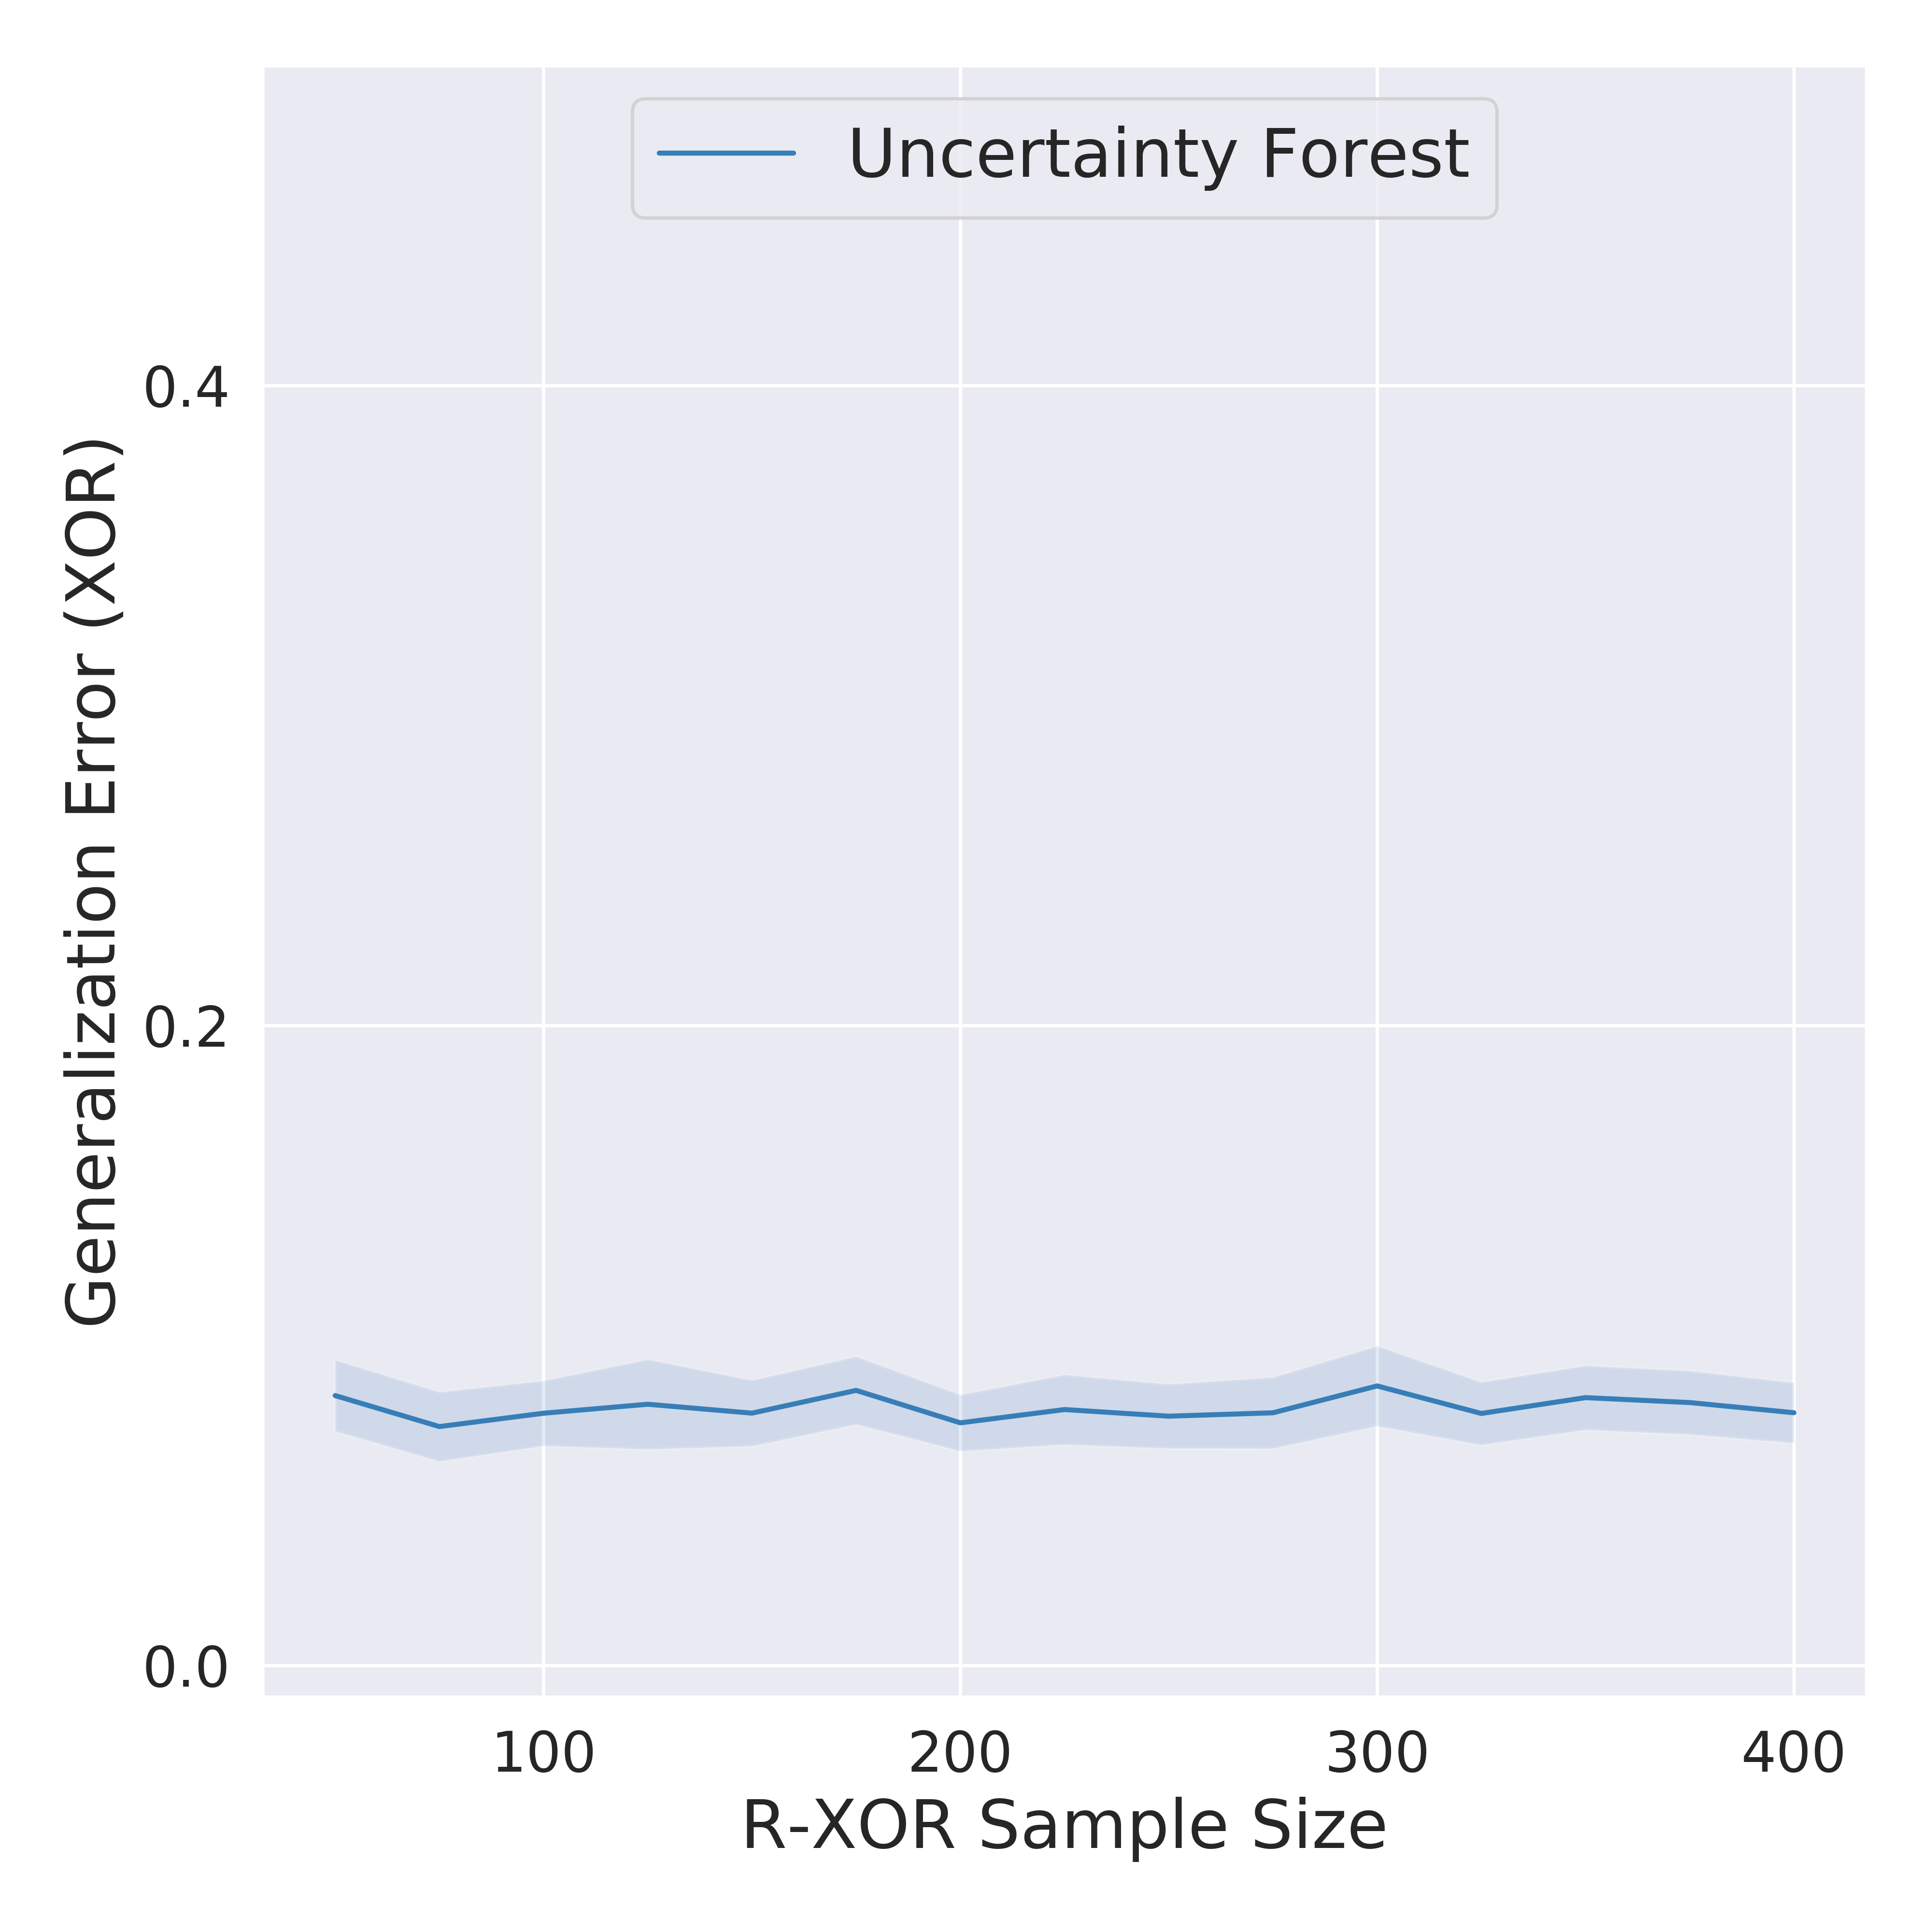 Uncertainty Forest
Generalization Error (XOR)
0.4
0.2
0.0
100 200 300 400
R-XOR Sample Size